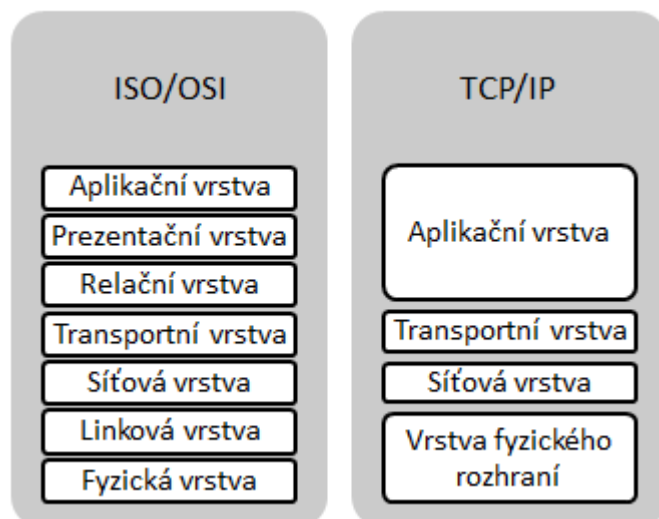 ISO/OSI
Aplikační vrstva
Prezentační vrstva
Relační vrstva
Transportní vrstva
Síťová vrstva
Linková vrstva
Fyzická vrstva
TCP/IP
Aplikační vrstva
Transportní vrstva
Síťová vrstva
Vrstva fyzického
rozhraní